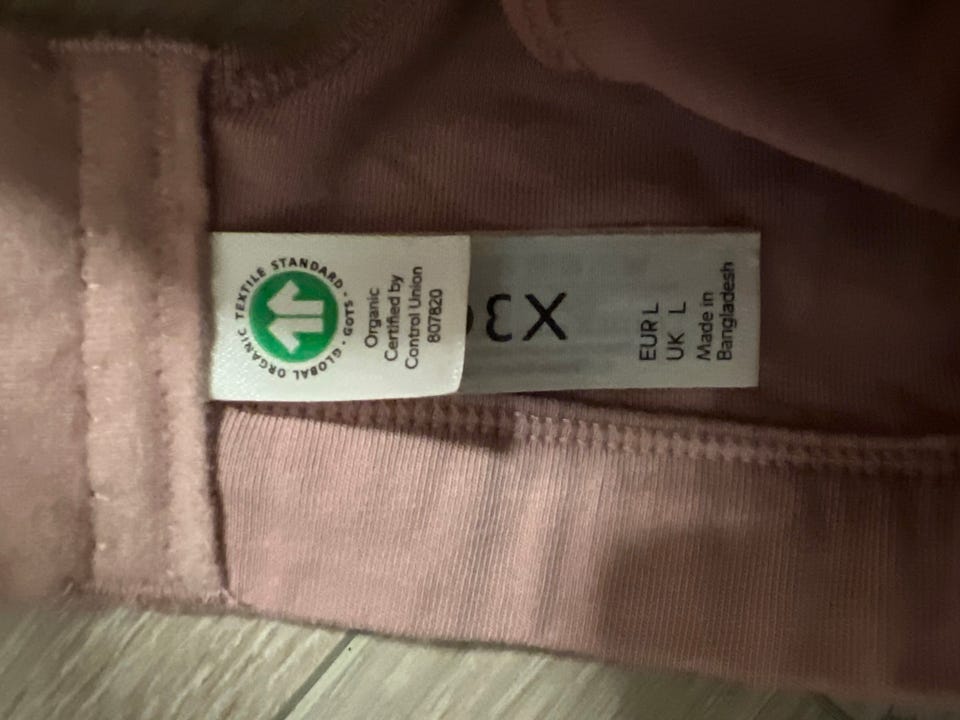 GLOBAL ORGANIC TEXTILE STANDARD · GOTS ·
Organic
Certified by
Control Union
807820
EUR L
UK L
Made in
Bangladesh